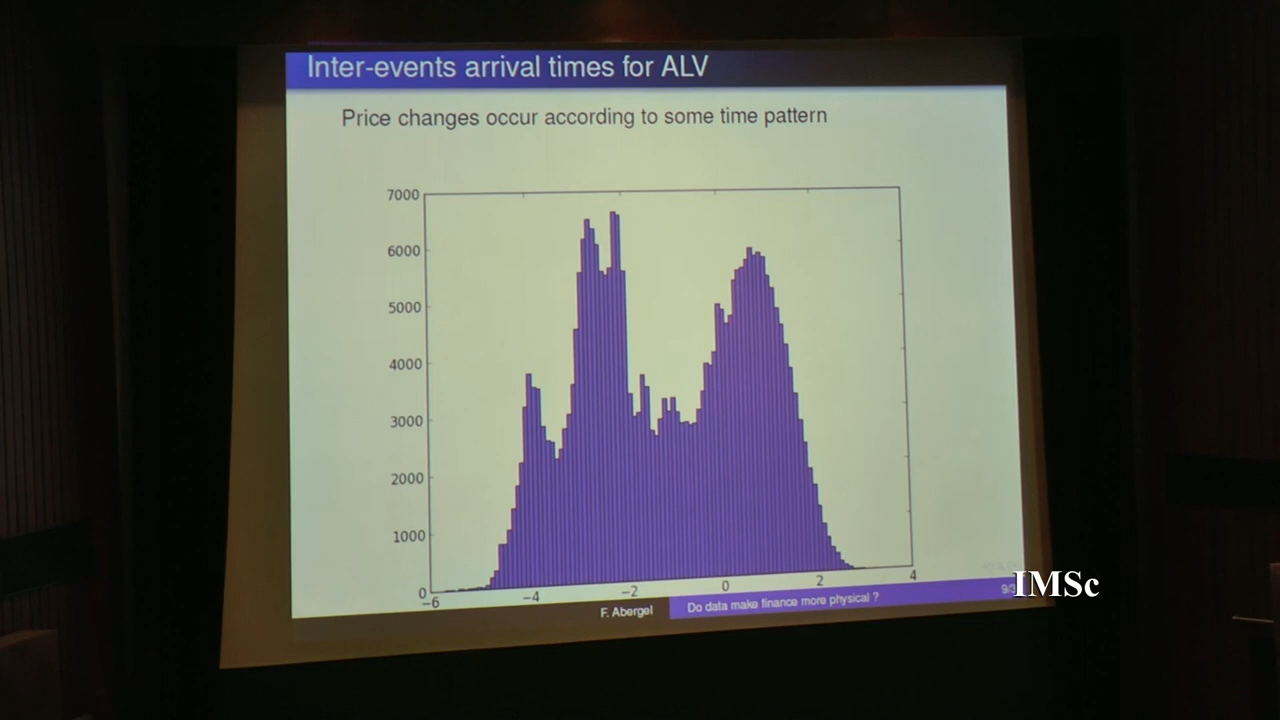 Inter-events arrival times for ALV
Price changes occur according to some time pattern
7000
6000
5000
4000
3000
2000
1000
0
−6
−4
−2
0
2
4
F. Abergel
Do data make finance more physical ?
IMSc